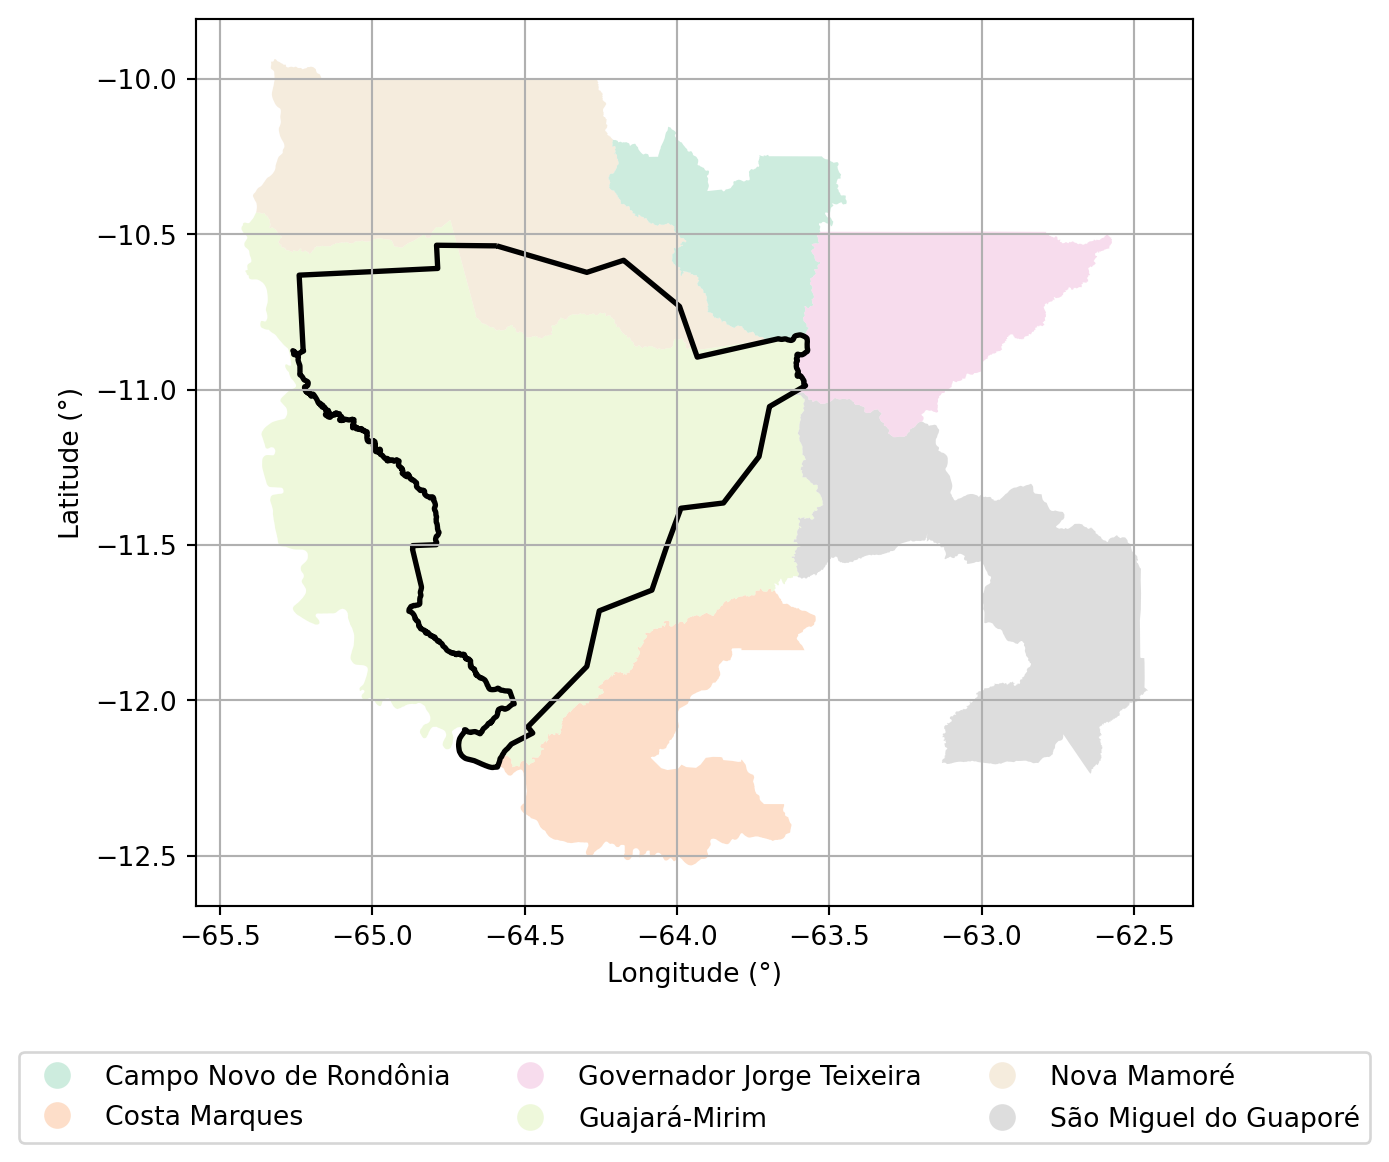 −10.0
−10.5
−11.0
−11.5
−12.0
−12.5
Latitude (°)
−65.5 −65.0 −64.5 −64.0 −63.5 −63.0 −62.5
Longitude (°)
Campo Novo de Rondônia Governador Jorge Teixeira Nova Mamoré
Costa Marques Guajará-Mirim São Miguel do Guaporé